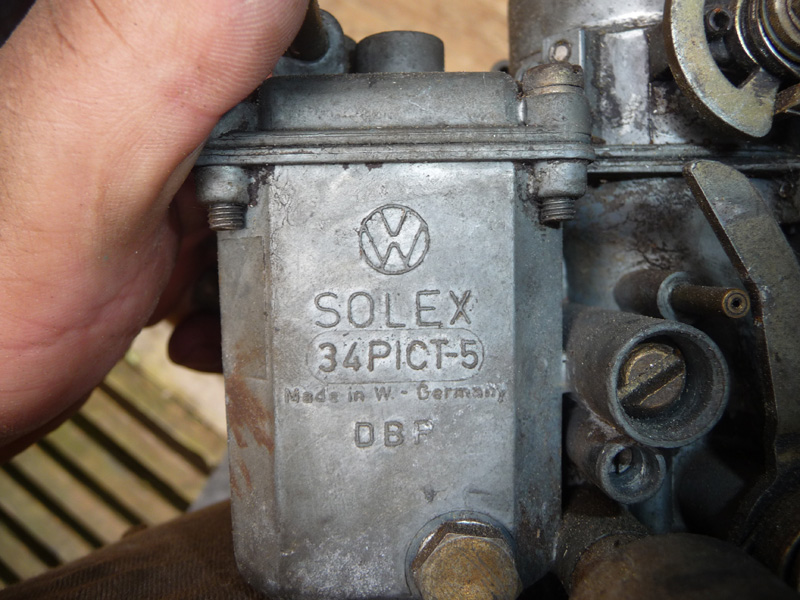 VW
SOLEX
34PICT-5
Made in W.-Germany
DBP